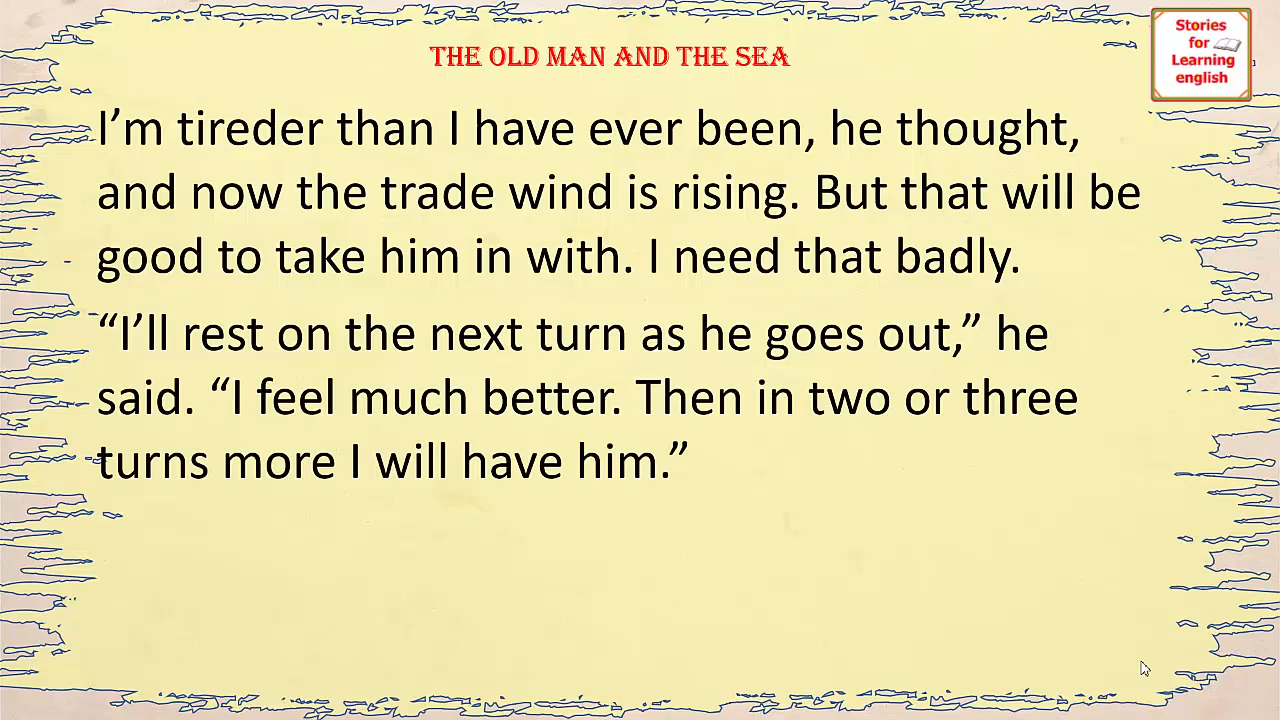 THE OLD MAN AND THE SEA
Stories
for
Learning
english
I’m tireder than I have ever been, he thought,
and now the trade wind is rising. But that will be
good to take him in with. I need that badly.
“I’ll rest on the next turn as he goes out,” he
said. “I feel much better. Then in two or three
turns more I will have him.”